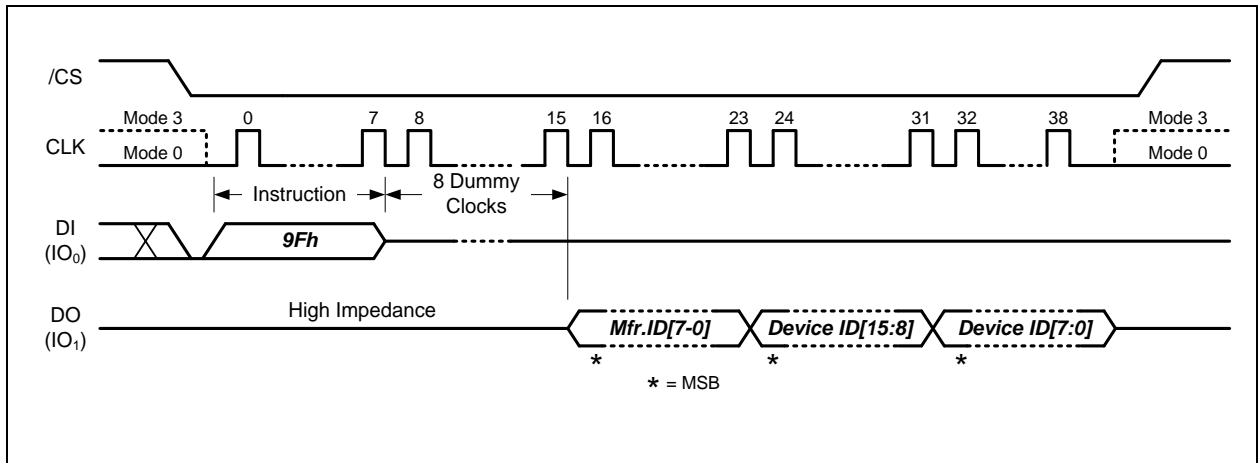 /CS
Mode 3 0 7 8 15 16 23 24 31 32 38 Mode 3
CLK
Mode 0 Mode 0
Instruction 8 Dummy
Clocks
DI
(IO₀)
9Fh
High Impedance
DO
(IO₁)
Mfr.ID[7-0] Device ID[15:8] Device ID[7:0]
* * *
* = MSB